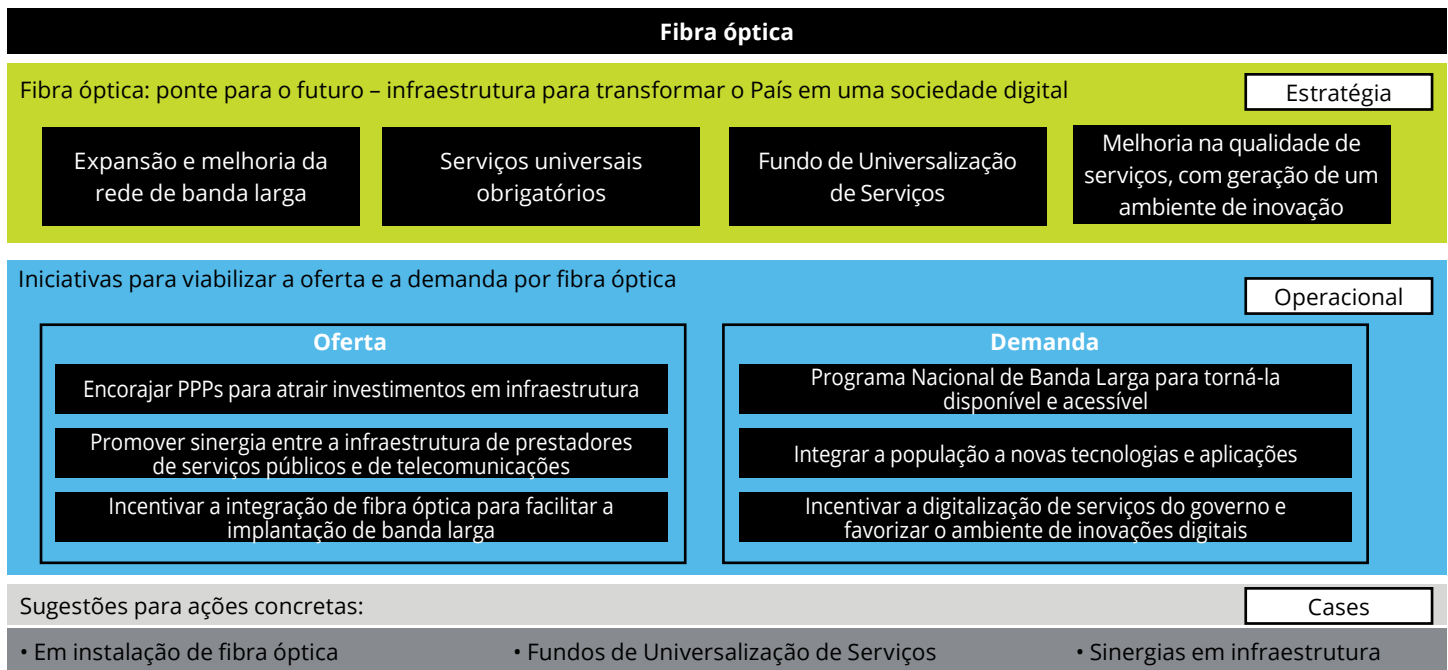 Fibra óptica
Fibra óptica: ponte para o futuro – infraestrutura para transformar o País em uma sociedade digital
Estratégia
Expansão e melhoria da
rede de banda larga
Serviços universais
obrigatórios
Fundo de Universalização
de Serviços
Melhoria na qualidade de
serviços, com geração de um
ambiente de inovação
Iniciativas para viabilizar a oferta e a demanda por fibra óptica
Operacional
Oferta
Encorajar PPPs para atrair investimentos em infraestrutura
Promover sinergia entre a infraestrutura de prestadores
de serviços públicos e de telecomunicações
Incentivar a integração de fibra óptica para facilitar a
implantação de banda larga
Demanda
Programa Nacional de Banda Larga para torná-la
disponível e acessível
Integrar a população a novas tecnologias e aplicações
Incentivar a digitalização de serviços do governo e
favorizar o ambiente de inovações digitais
Sugestões para ações concretas:
Cases
• Em instalação de fibra óptica
• Fundos de Universalização de Serviços
• Sinergias em infraestrutura